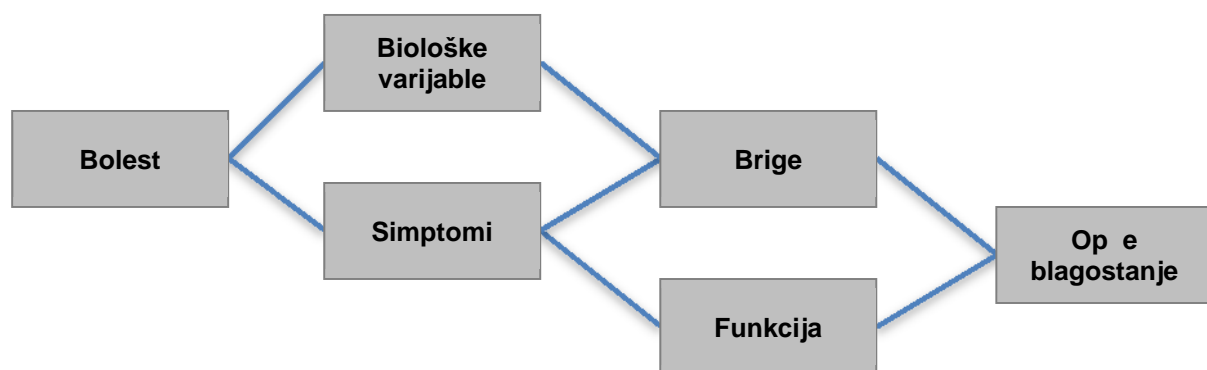 Biološke
varijable
Bolest
Brige
Simptomi
Op e
blagostanje
Funkcija